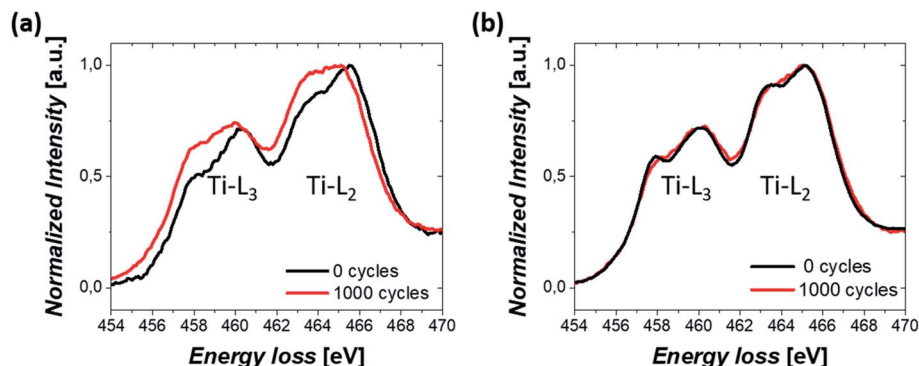 (a)
Normalized Intensity [a.u.]
1,0
0,5
0,0
Ti-L₃
Ti-L₂
0 cycles
1000 cycles
454 456 458 460 462 464 466 468 470
Energy loss [eV]
(b)
Normalized Intensity [a.u.]
1,0
0,5
0,0
Ti-L₃
Ti-L₂
0 cycles
1000 cycles
454 456 458 460 462 464 466 468 470
Energy loss [eV]